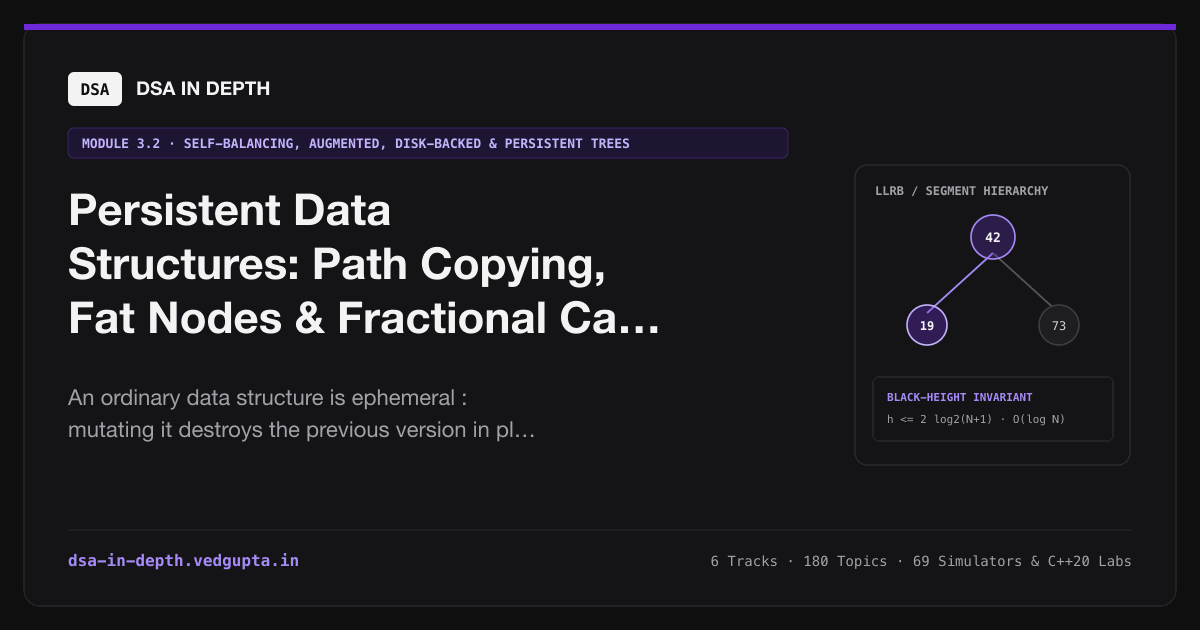 DSA
DSA IN DEPTH
MODULE 3.2 · SELF-BALANCING, AUGMENTED, DISK-BACKED & PERSISTENT TREES
Persistent Data
Structures: Path Copying,
Fat Nodes & Fractional Ca...
An ordinary data structure is ephemeral :
mutating it destroys the previous version in pl...
LLRB / SEGMENT HIERARCHY
42
19
73
BLACK-HEIGHT INVARIANT
h <= 2 log2(N+1) · O(log N)
dsa-in-depth.vedgupta.in
6 Tracks · 180 Topics · 69 Simulators & C++20 Labs